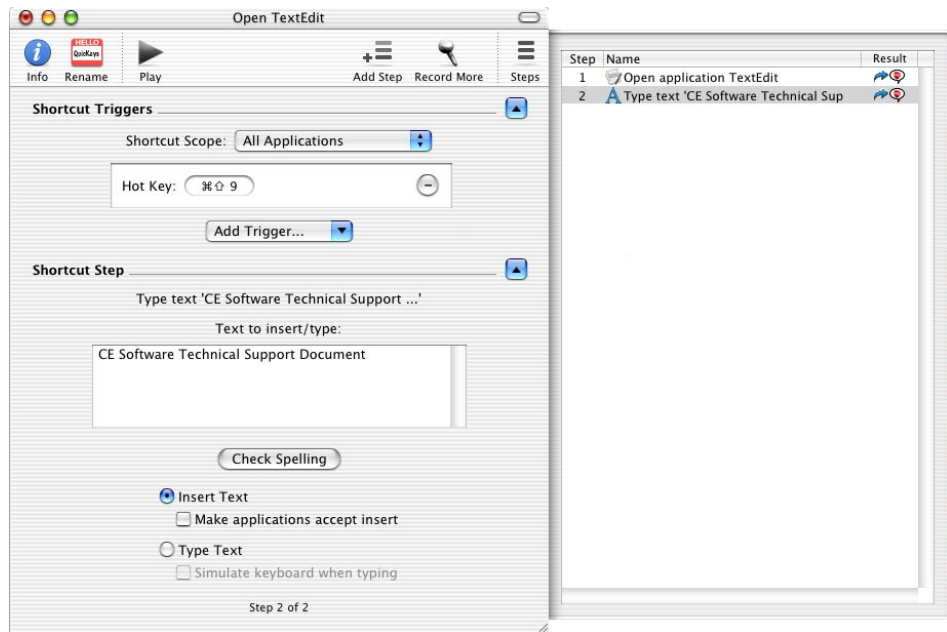 Open TextEdit
HELLO
QuicKeys
Info Rename Play Add Step Record More Steps
Shortcut Triggers
Shortcut Scope: All Applications
Hot Key: ⌘⇧ 9
Add Trigger...
Shortcut Step
Type text 'CE Software Technical Support ...'
Text to insert/type:
CE Software Technical Support Document
Check Spelling
Insert Text
Make applications accept insert
Type Text
Simulate keyboard when typing
Step 2 of 2
Step Name Result
1 Open application TextEdit
2 Type text 'CE Software Technical Sup